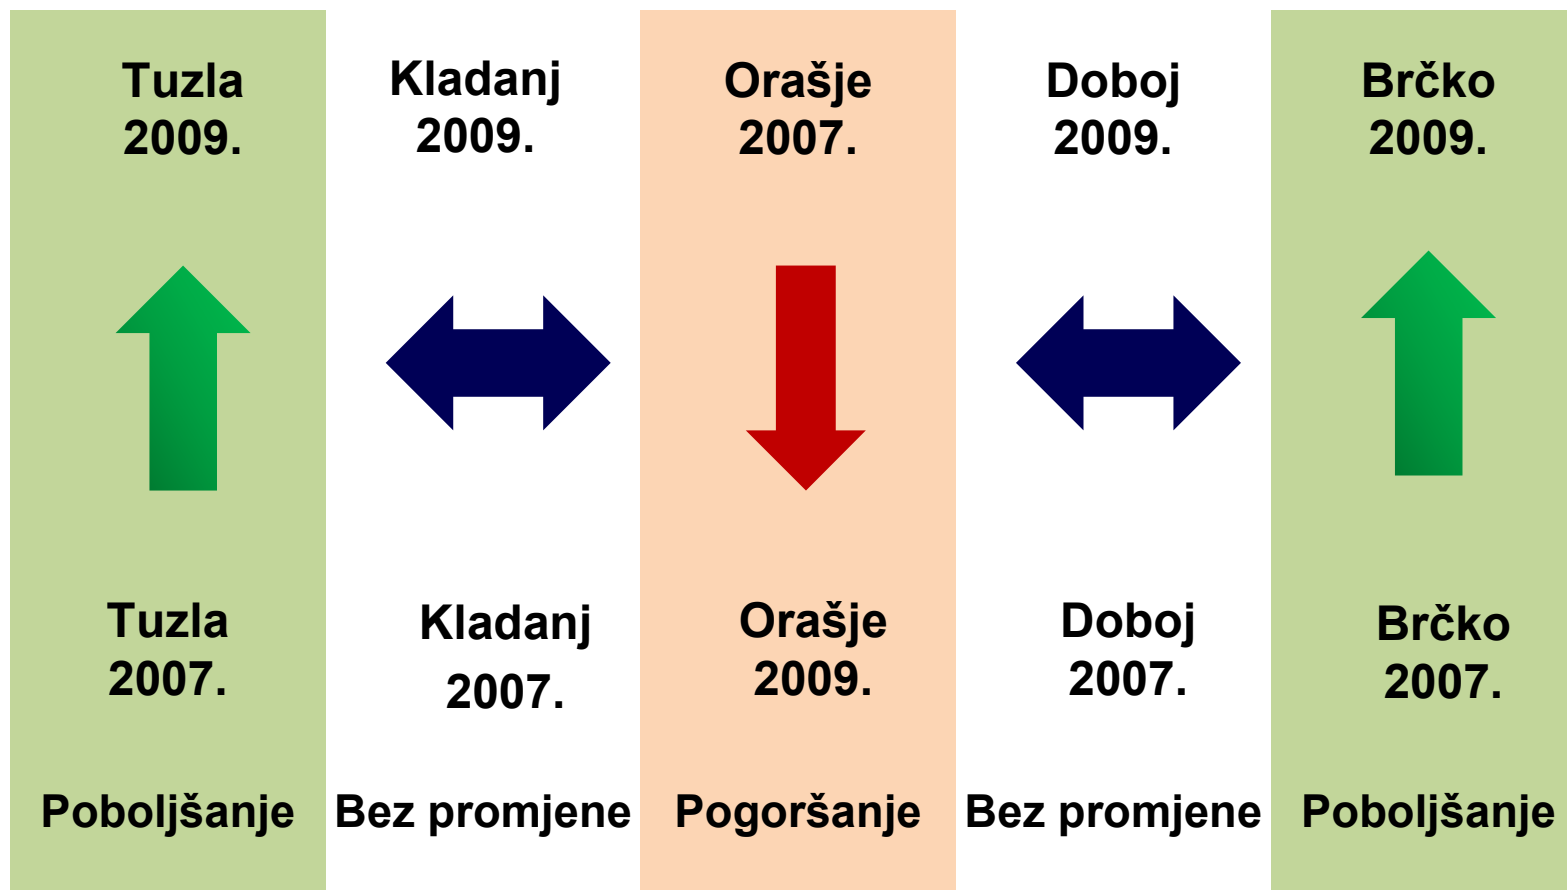 Tuzla
2009.
Kladanj
2009.
Orašje
2007.
Doboj
2009.
Brčko
2009.
Tuzla
2007.
Kladanj
2007.
Orašje
2009.
Doboj
2007.
Brčko
2007.
Poboljšanje
Bez promjene
Pogoršanje
Bez promjene
Poboljšanje